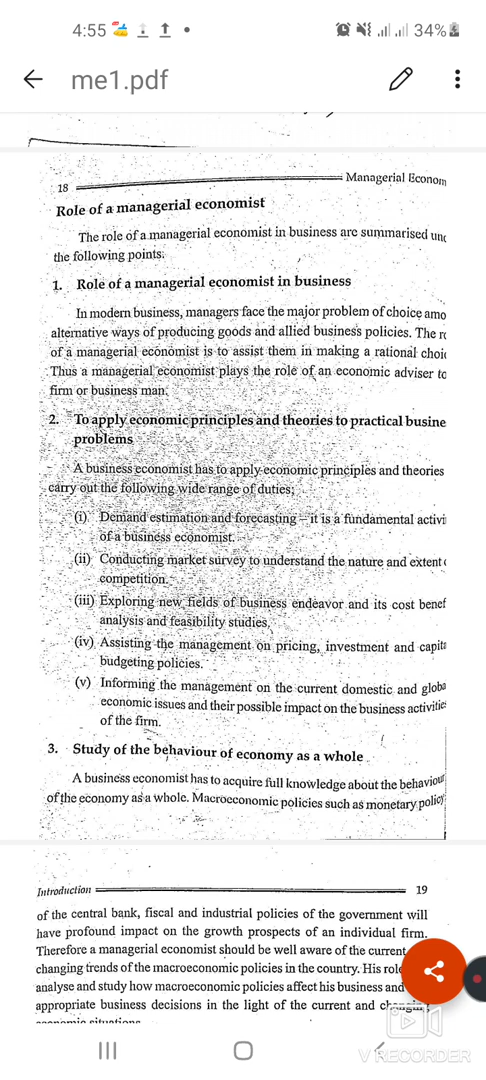 4:55
34%
me1.pdf
18
Managerial Econom
Role of a managerial economist
The role of a managerial economist in business are summarised und
the following points.
1. Role of a managerial economist in business
In modern business, managers face the major problem of choice amo
alternative ways of producing goods and allied business policies. The ro
of a managerial economist is to assist them in making a rational choic
Thus a managerial economist plays the role of an economic adviser to
firm or business man.
2. To apply economic principles and theories to practical busine
problems
A business economist has to apply economic principles and theories
carry out the following wide range of duties;
(i) Demand estimation and forecasting – it is a fundamental activi
of a business economist.
(ii) Conducting market survey to understand the nature and extent
competition.
(iii) Exploring new fields of business endeavor and its cost benef
analysis and feasibility studies.
(iv) Assisting the management on pricing, investment and capita
budgeting policies.
(v) Informing the management on the current domestic and globa
economic issues and their possible impact on the business activities
of the firm.
3. Study of the behaviour of economy as a whole
A business economist has to acquire full knowledge about the behaviour
of the economy as a whole. Macroeconomic policies such as monetary policy
Introduction
19
of the central bank, fiscal and industrial policies of the government will
have profound impact on the growth prospects of an individual firm.
Therefore a managerial economist should be well aware of the current
changing trends of the macroeconomic policies in the country. His role
analyse and study how macroeconomic policies affect his business and
appropriate business decisions in the light of the current and changing
economic situations
V RECORDER